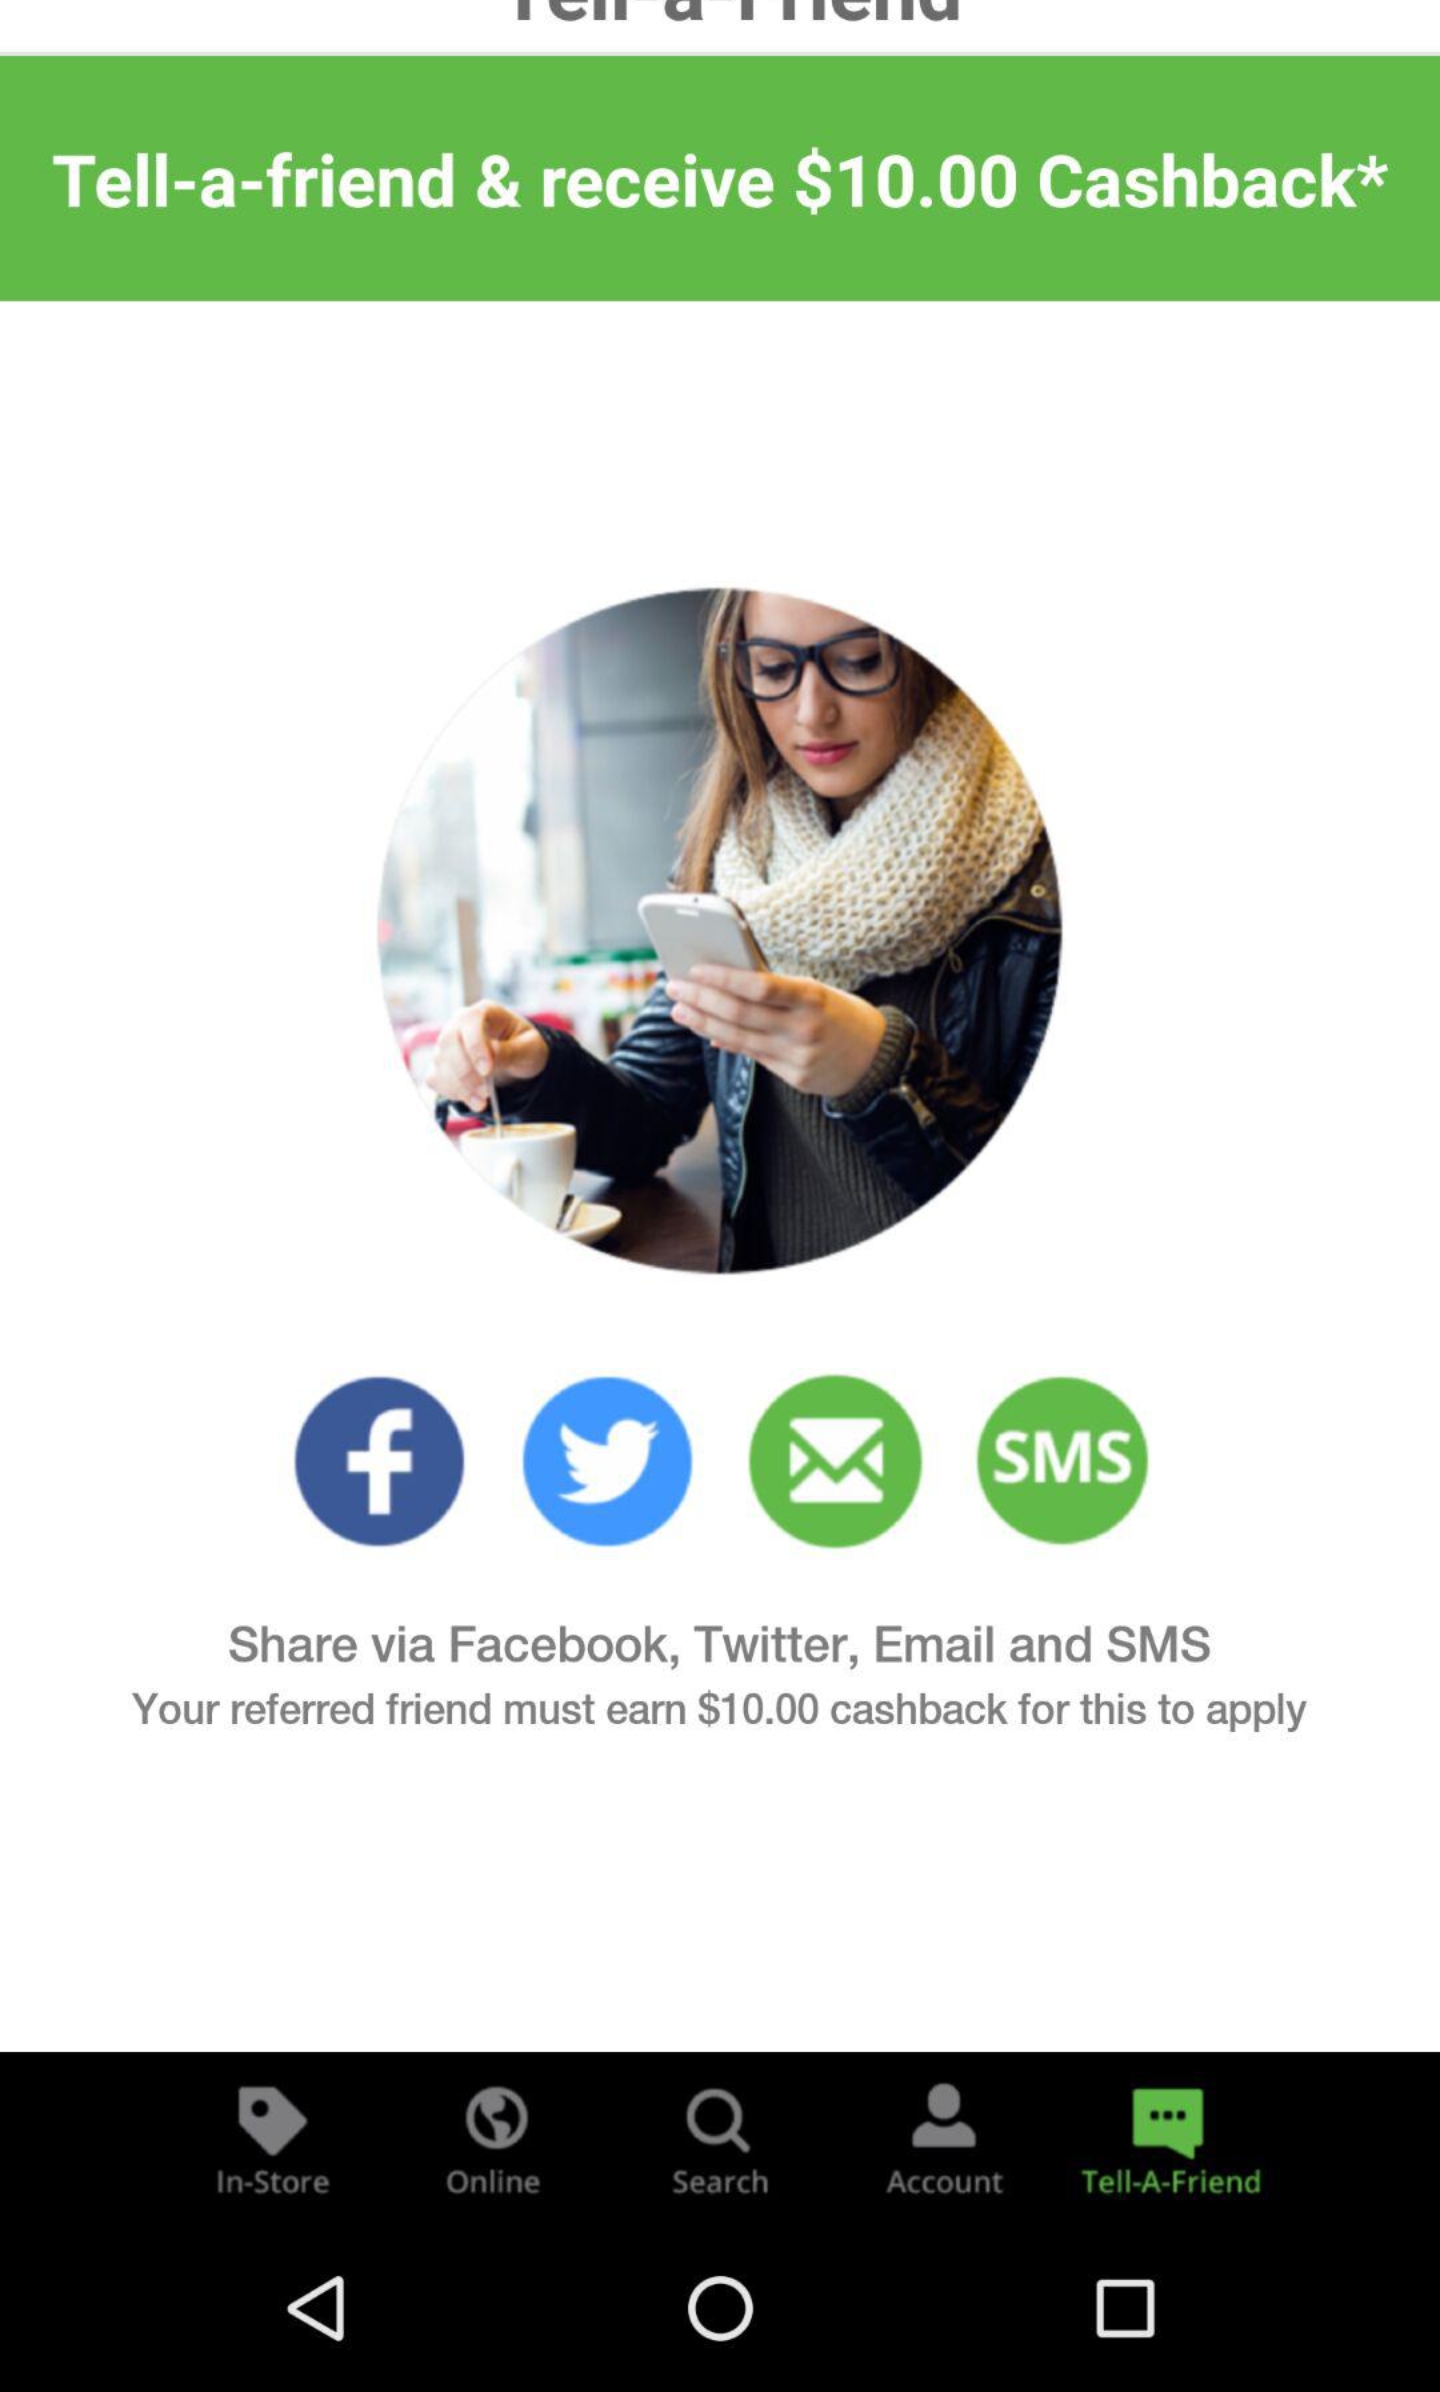 Tell-a-Friend
Tell-a-friend & receive $10.00 Cashback*
SMS
Share via Facebook, Twitter, Email and SMS
Your referred friend must earn $10.00 cashback for this to apply
In-Store
Online
Search
Account
Tell-A-Friend